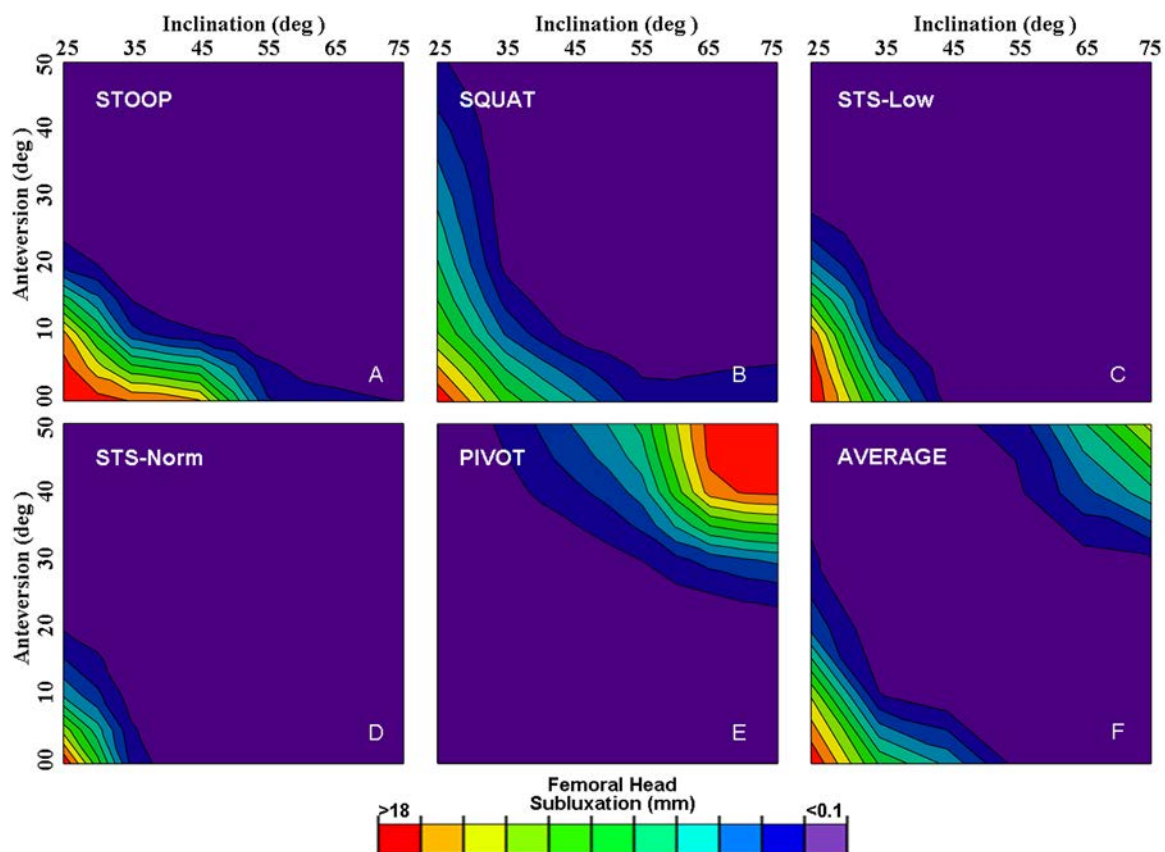 Inclination (deg ) Inclination (deg ) Inclination (deg )
25 35 45 55 65 75 25 35 45 55 65 75 25 35 45 55 65 75
50
40
30
20
10
00
Anteversion (deg)
STOOP
A
SQUAT
B
STS-Low
C
50
40
30
20
10
00
Anteversion (deg)
STS-Norm
D
PIVOT
E
AVERAGE
F
Femoral Head
Subluxation (mm)
>18 <0.1